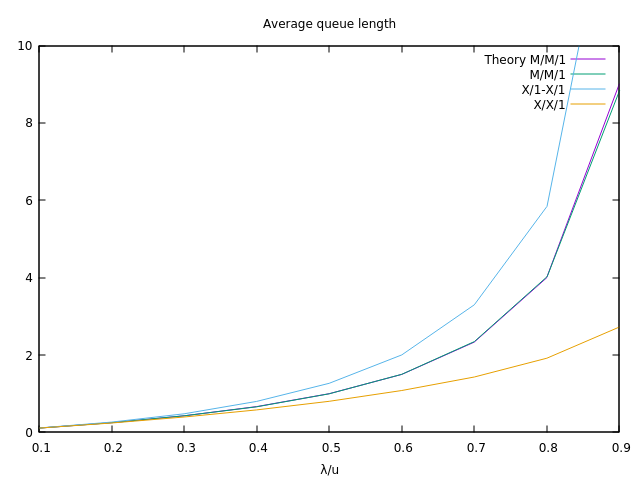 Average queue length
10
8
6
4
2
0
Theory M/M/1
M/M/1
X/1-X/1
X/X/1
0.1 0.2 0.3 0.4 0.5 0.6 0.7 0.8 0.9
λ/u